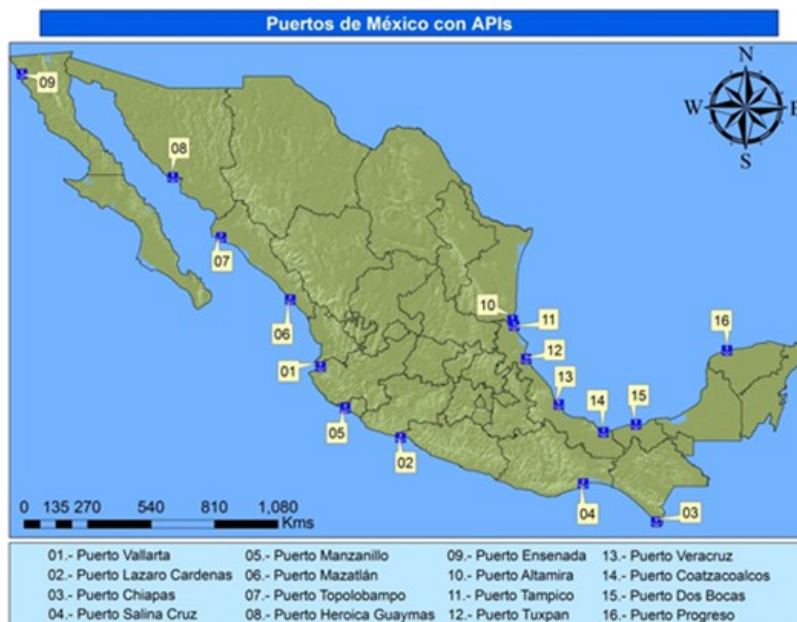 Puertos de México con APIs
N
W E
S
09
08
07
10
11
16
06
12
01
13
14
15
05
02
04
03
0 135 270 540 810 1,080
Kms
01.- Puerto Vallarta 05.- Puerto Manzanillo 09.- Puerto Ensenada 13.- Puerto Veracruz
02.- Puerto Lazaro Cardenas 06.- Puerto Mazatlán 10.- Puerto Altamira 14.- Puerto Coatzacoalcos
03.- Puerto Chiapas 07.- Puerto Topolobampo 11.- Puerto Tampico 15.- Puerto Dos Bocas
04.- Puerto Salina Cruz 08.- Puerto Heroica Guaymas 12.- Puerto Tuxpan 16.- Puerto Progreso